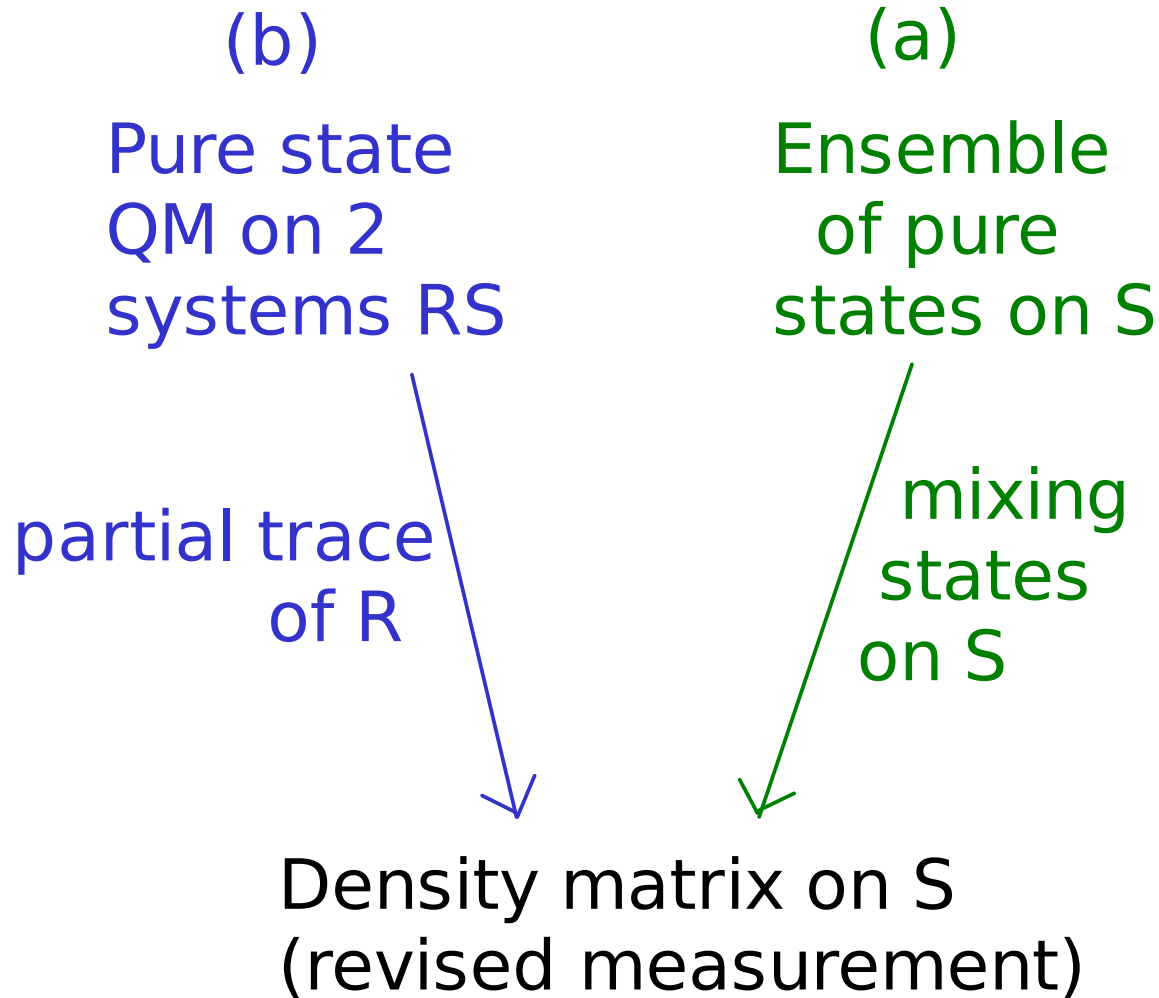 (b)
Pure state
QM on 2
systems RS
partial trace
of R
(a)
Ensemble
of pure
states on S
mixing
states
on S
Density matrix on S
(revised measurement)